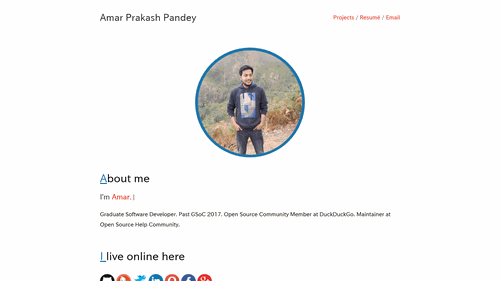 Amar Prakash Pandey
Projects / Resumé / Email
About me
I'm Amar.
Graduate Software Developer. Past GSoC 2017. Open Source Community Member at DuckDuckGo. Maintainer at
Open Source Help Community.
I live online here